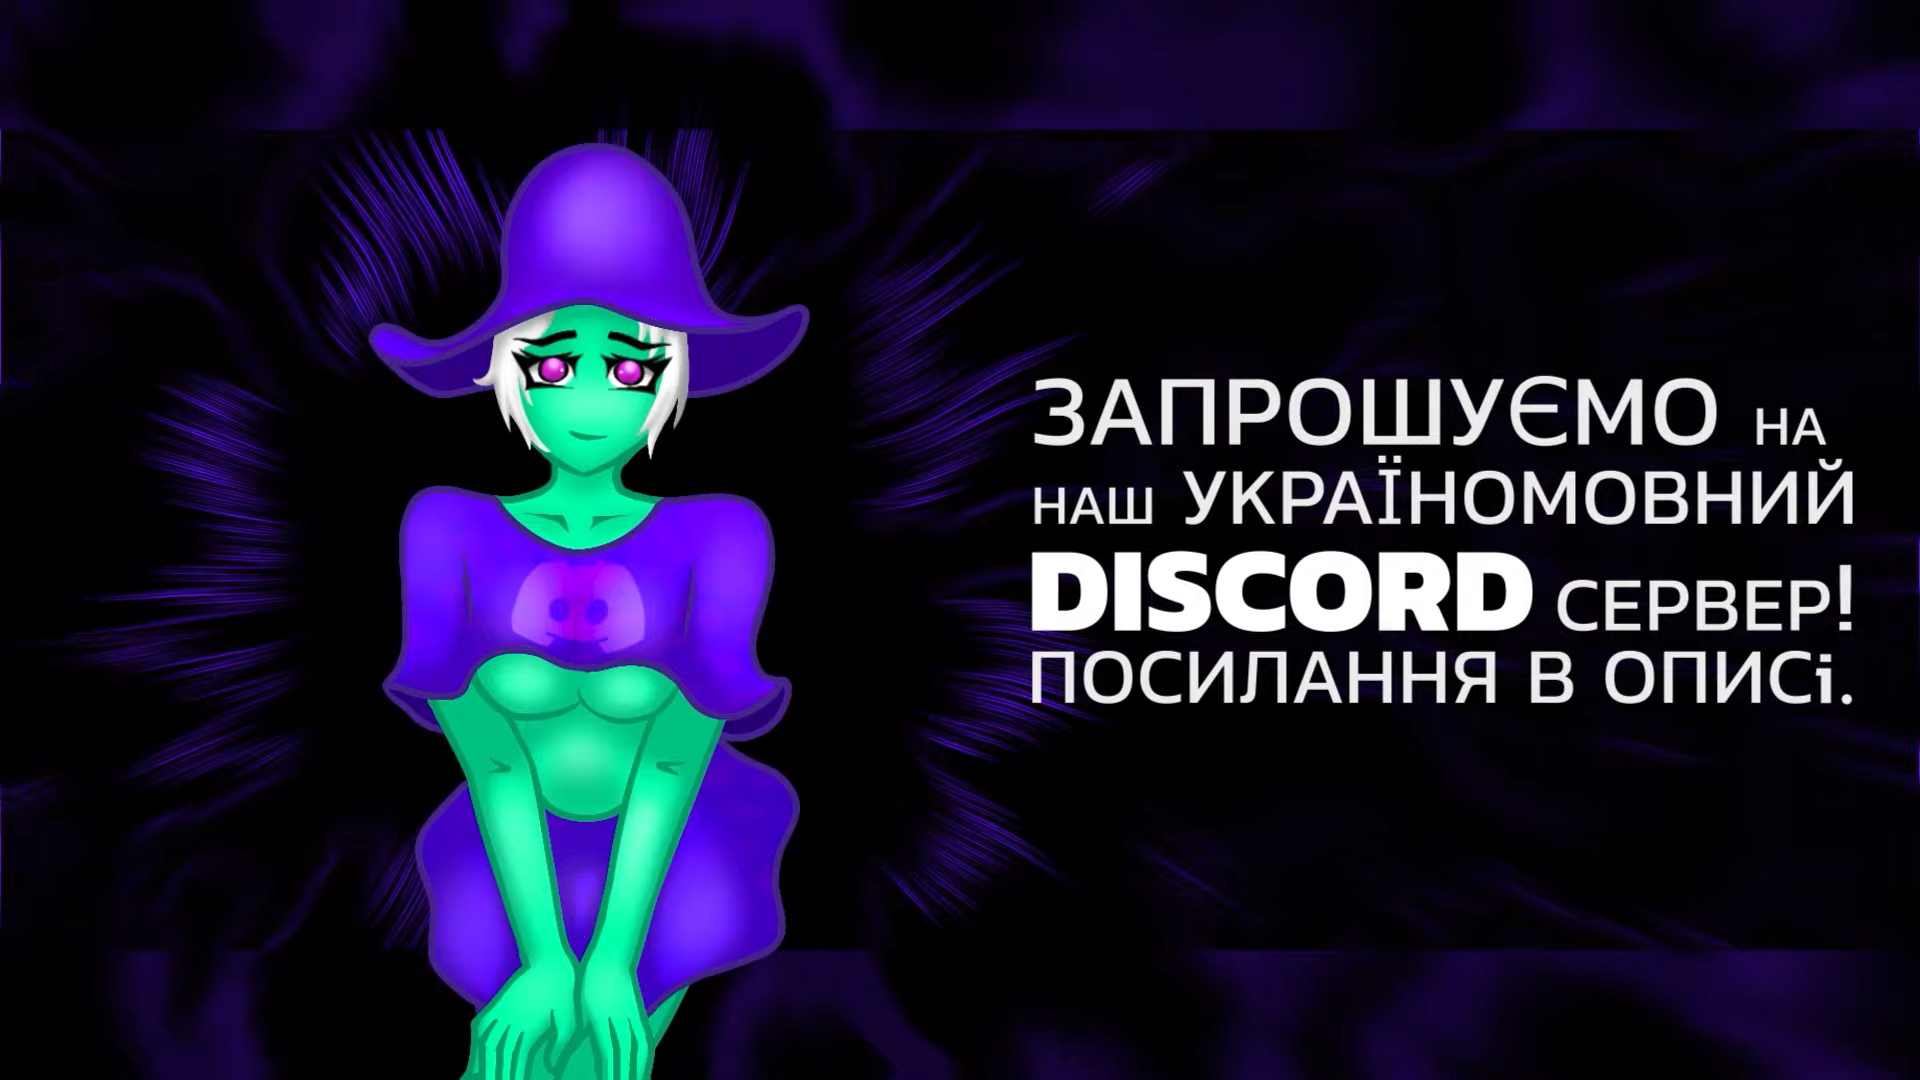 ЗАПРОШУЄМО НА
НАШ УКРАЇНОМОВНИЙ
DISCORD СЕРВЕР!
ПОСИЛАННЯ В ОПИСі.